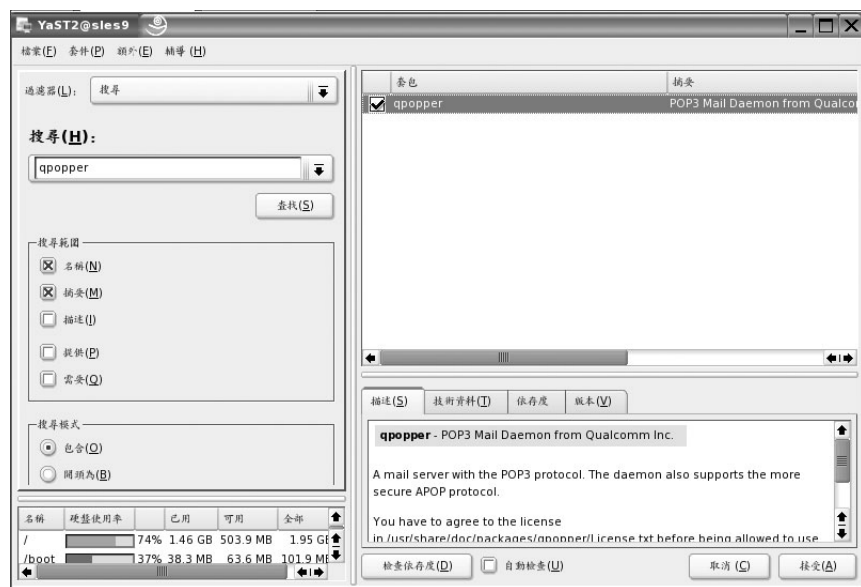 YaST2@sles9
檔案(F) 套件(P) 額外(E) 輔導 (H)
過濾器(L): 搜尋
搜尋(H):
qpopper
查找(S)
搜尋範圍
名稱(N)
摘要(M)
描述(I)
提供(P)
需要(Q)
搜尋模式
包含(O)
開頭為(B)
名稱 硬盤使用率 已用 可用 全部
/ 74% 1.46 GB 503.9 MB 1.95 GB
/boot 37% 38.3 MB 63.6 MB 101.9 MB
套包 摘要
qpopper POP3 Mail Daemon from Qualco
描述(S) 技術資料(T) 依存度 版本(V)
qpopper - POP3 Mail Daemon from Qualcomm Inc.
A mail server with the POP3 protocol. The daemon also supports the more
secure APOP protocol.
You have to agree to the license
in /usr/share/doc/packages/qpopper/License.txt before being allowed to use
檢查依存度(D) 自動檢查(U) 取消 (C) 接受(A)